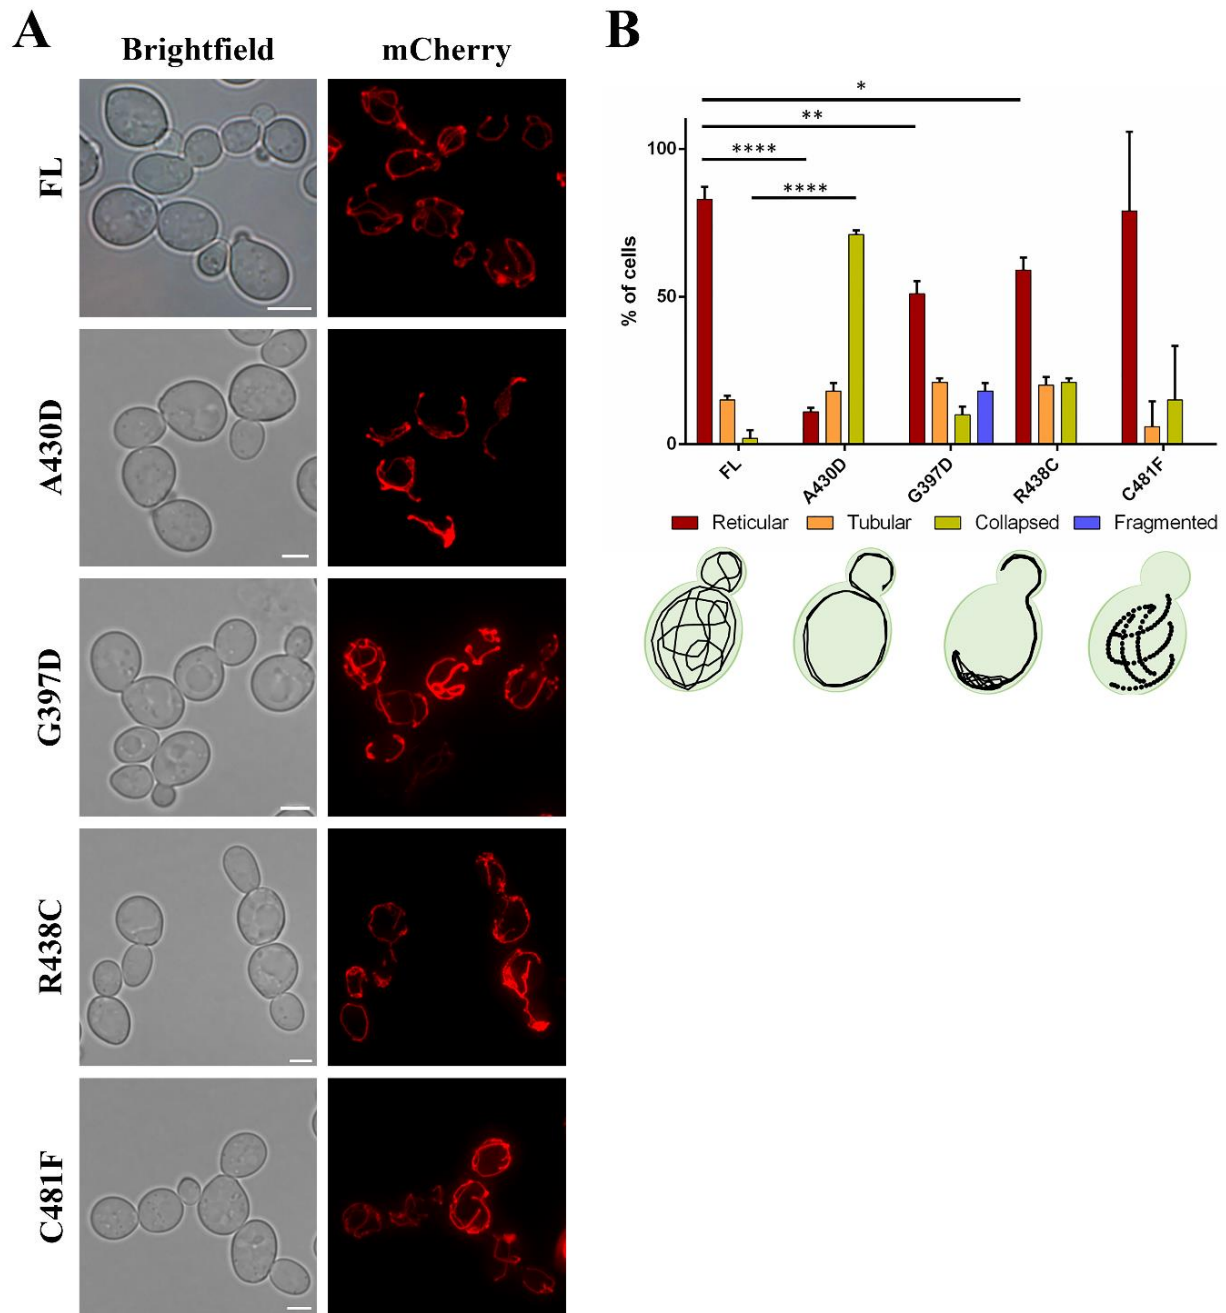 A
Brightfield mCherry
FL
A430D
G397D
R438C
C481F
B
*
**
****
****
% of cells
100
50
0
FL A430D G397D R438C C481F
Reticular Tubular Collapsed Fragmented